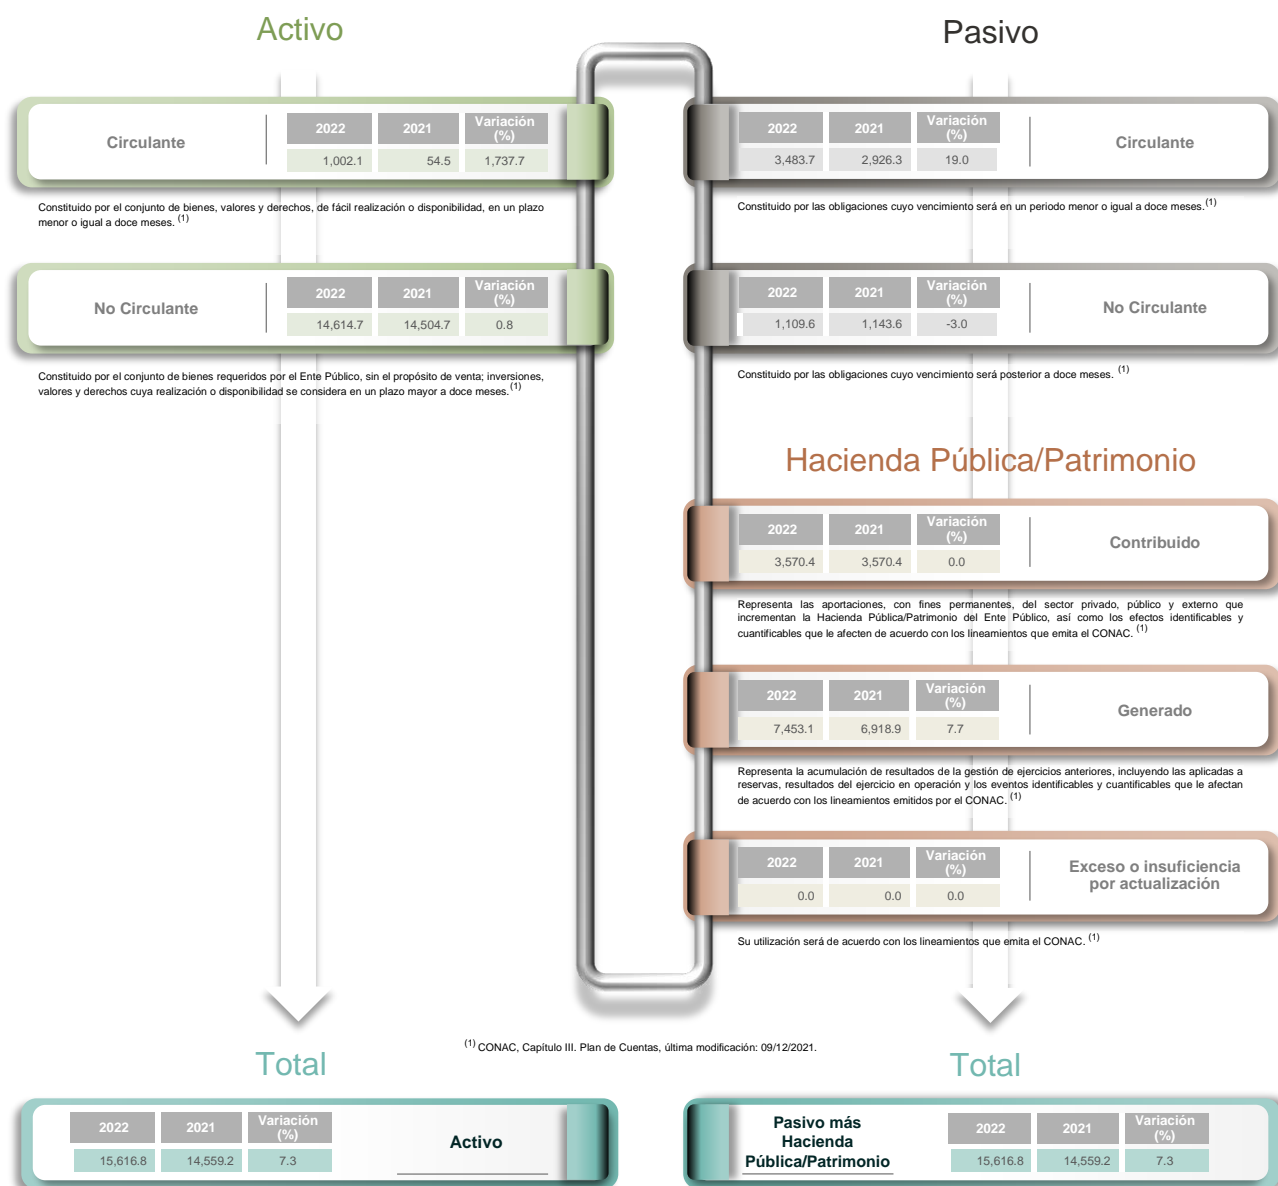 Activo
Circulante
2022 2021 Variación (%)
1,002.1 54.5 1,737.7
Constituido por el conjunto de bienes, valores y derechos, de fácil realización o disponibilidad, en un plazo
menor o igual a doce meses. (1)
No Circulante
2022 2021 Variación (%)
14,614.7 14,504.7 0.8
Constituido por el conjunto de bienes requeridos por el Ente Público, sin el propósito de venta; inversiones,
valores y derechos cuya realización o disponibilidad se considera en un plazo mayor a doce meses. (1)
Pasivo
2022 2021 Variación (%)
3,483.7 2,926.3 19.0
Circulante
Constituido por las obligaciones cuyo vencimiento será en un periodo menor o igual a doce meses. (1)
2022 2021 Variación (%)
1,109.6 1,143.6 -3.0
No Circulante
Constituido por las obligaciones cuyo vencimiento será posterior a doce meses. (1)
Hacienda Pública/Patrimonio
2022 2021 Variación (%)
3,570.4 3,570.4 0.0
Contribuido
Representa las aportaciones, con fines permanentes, del sector privado, público y externo que
incrementan la Hacienda Pública/Patrimonio del Ente Público, así como los efectos identificables y
cuantificables que le afecten de acuerdo con los lineamientos que emita el CONAC. (1)
2022 2021 Variación (%)
7,453.1 6,918.9 7.7
Generado
Representa la acumulación de resultados de la gestión de ejercicios anteriores, incluyendo las aplicadas a
reservas, resultados del ejercicio en operación y los eventos identificables y cuantificables que le afectan
de acuerdo con los lineamientos emitidos por el CONAC. (1)
2022 2021 Variación (%)
0.0 0.0 0.0
Exceso o insuficiencia
por actualización
Su utilización será de acuerdo con los lineamientos que emita el CONAC. (1)
(1) CONAC, Capítulo III. Plan de Cuentas, última modificación: 09/12/2021.
Total
2022 2021 Variación (%)
15,616.8 14,559.2 7.3
Activo
Total
Pasivo más
Hacienda
Pública/Patrimonio
2022 2021 Variación (%)
15,616.8 14,559.2 7.3